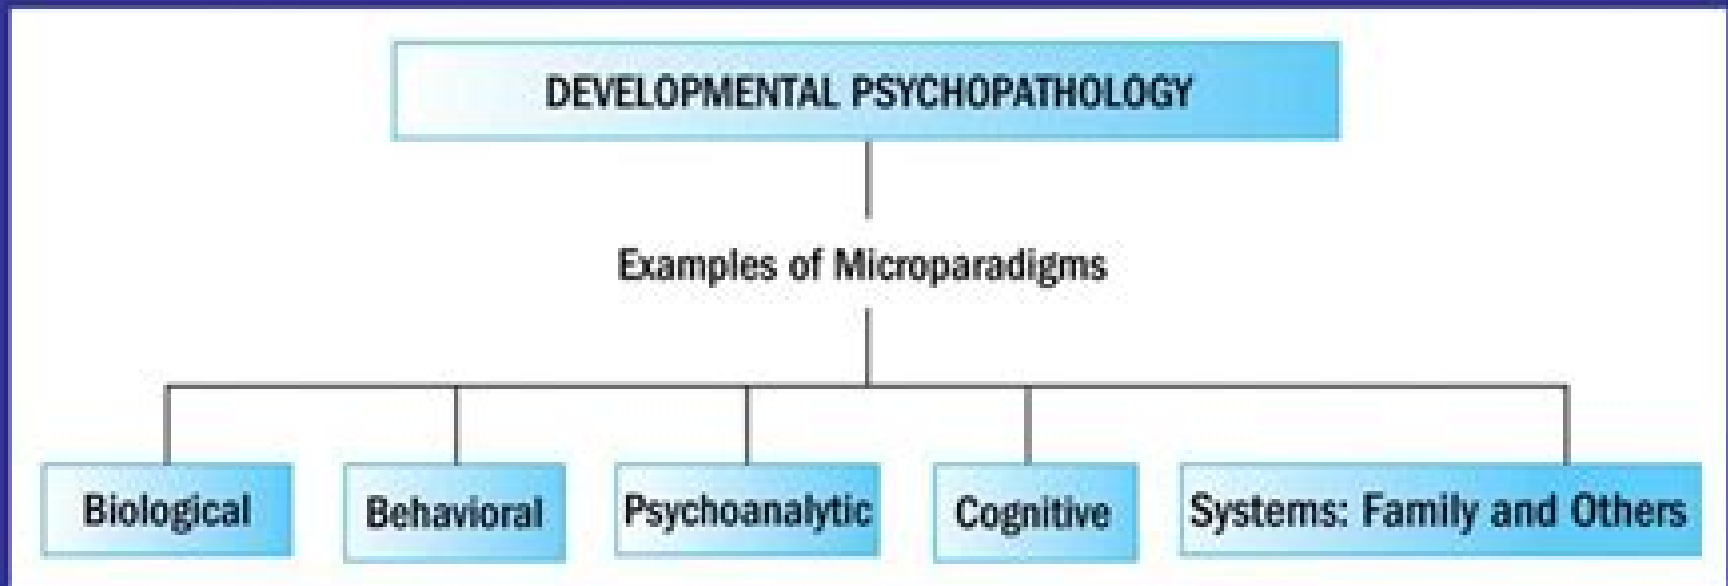 DEVELOPMENTAL PSYCHOPATHOLOGY
Examples of Microparadigms
Biological
Behavioral
Psychoanalytic
Cognitive
Systems: Family and Others